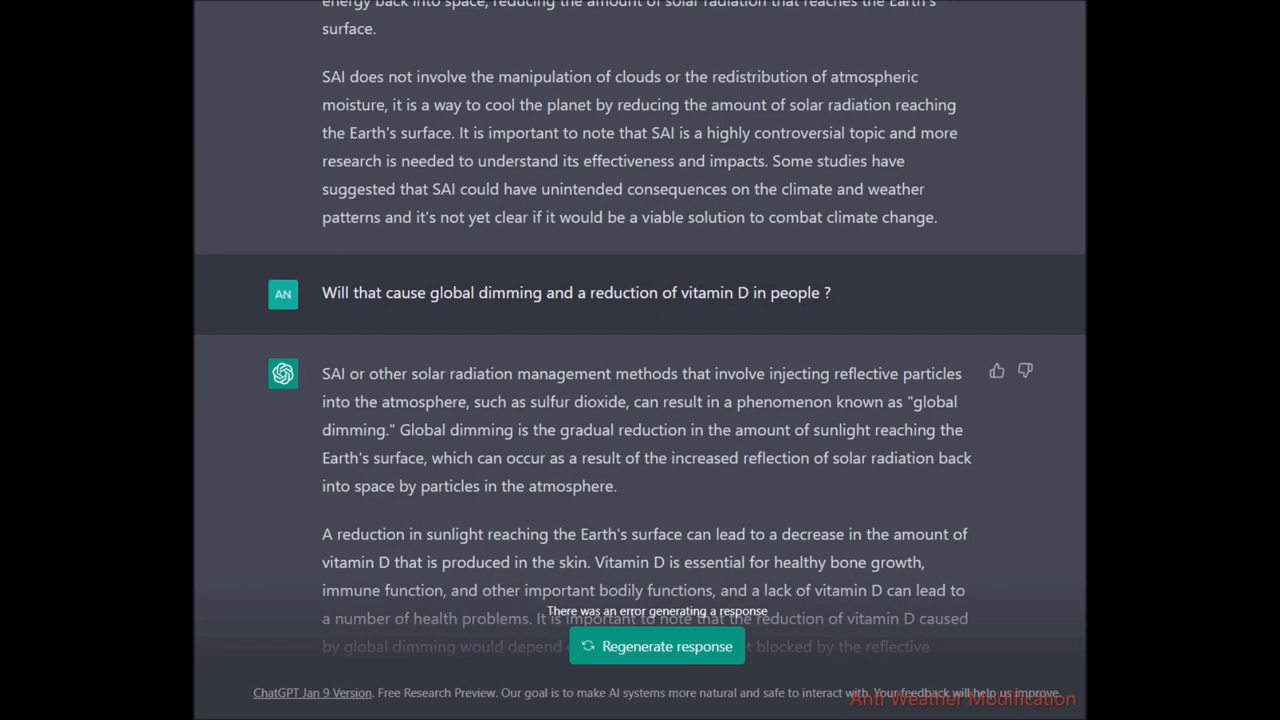 energy back into space, reducing the amount of solar radiation that reaches the Earth's
surface.
SAI does not involve the manipulation of clouds or the redistribution of atmospheric
moisture, it is a way to cool the planet by reducing the amount of solar radiation reaching
the Earth's surface. It is important to note that SAI is a highly controversial topic and more
research is needed to understand its effectiveness and impacts. Some studies have
suggested that SAI could have unintended consequences on the climate and weather
patterns and it's not yet clear if it would be a viable solution to combat climate change.
AN
Will that cause global dimming and a reduction of vitamin D in people ?
SAI or other solar radiation management methods that involve injecting reflective particles
into the atmosphere, such as sulfur dioxide, can result in a phenomenon known as "global
dimming." Global dimming is the gradual reduction in the amount of sunlight reaching the
Earth's surface, which can occur as a result of the increased reflection of solar radiation back
into space by particles in the atmosphere.
A reduction in sunlight reaching the Earth's surface can lead to a decrease in the amount of
vitamin D that is produced in the skin. Vitamin D is essential for healthy bone growth,
immune function, and other important bodily functions, and a lack of vitamin D can lead to
There was an error generating a response
a number of health problems. It is important to note that the reduction of vitamin D caused
by global dimming would depend blocked by the reflective
Regenerate response
ChatGPT Jan 9 Version. Free Research Preview. Our goal is to make AI systems more natural and safe to interact with. Your feedback will help us improve.
Anti Weather Modification